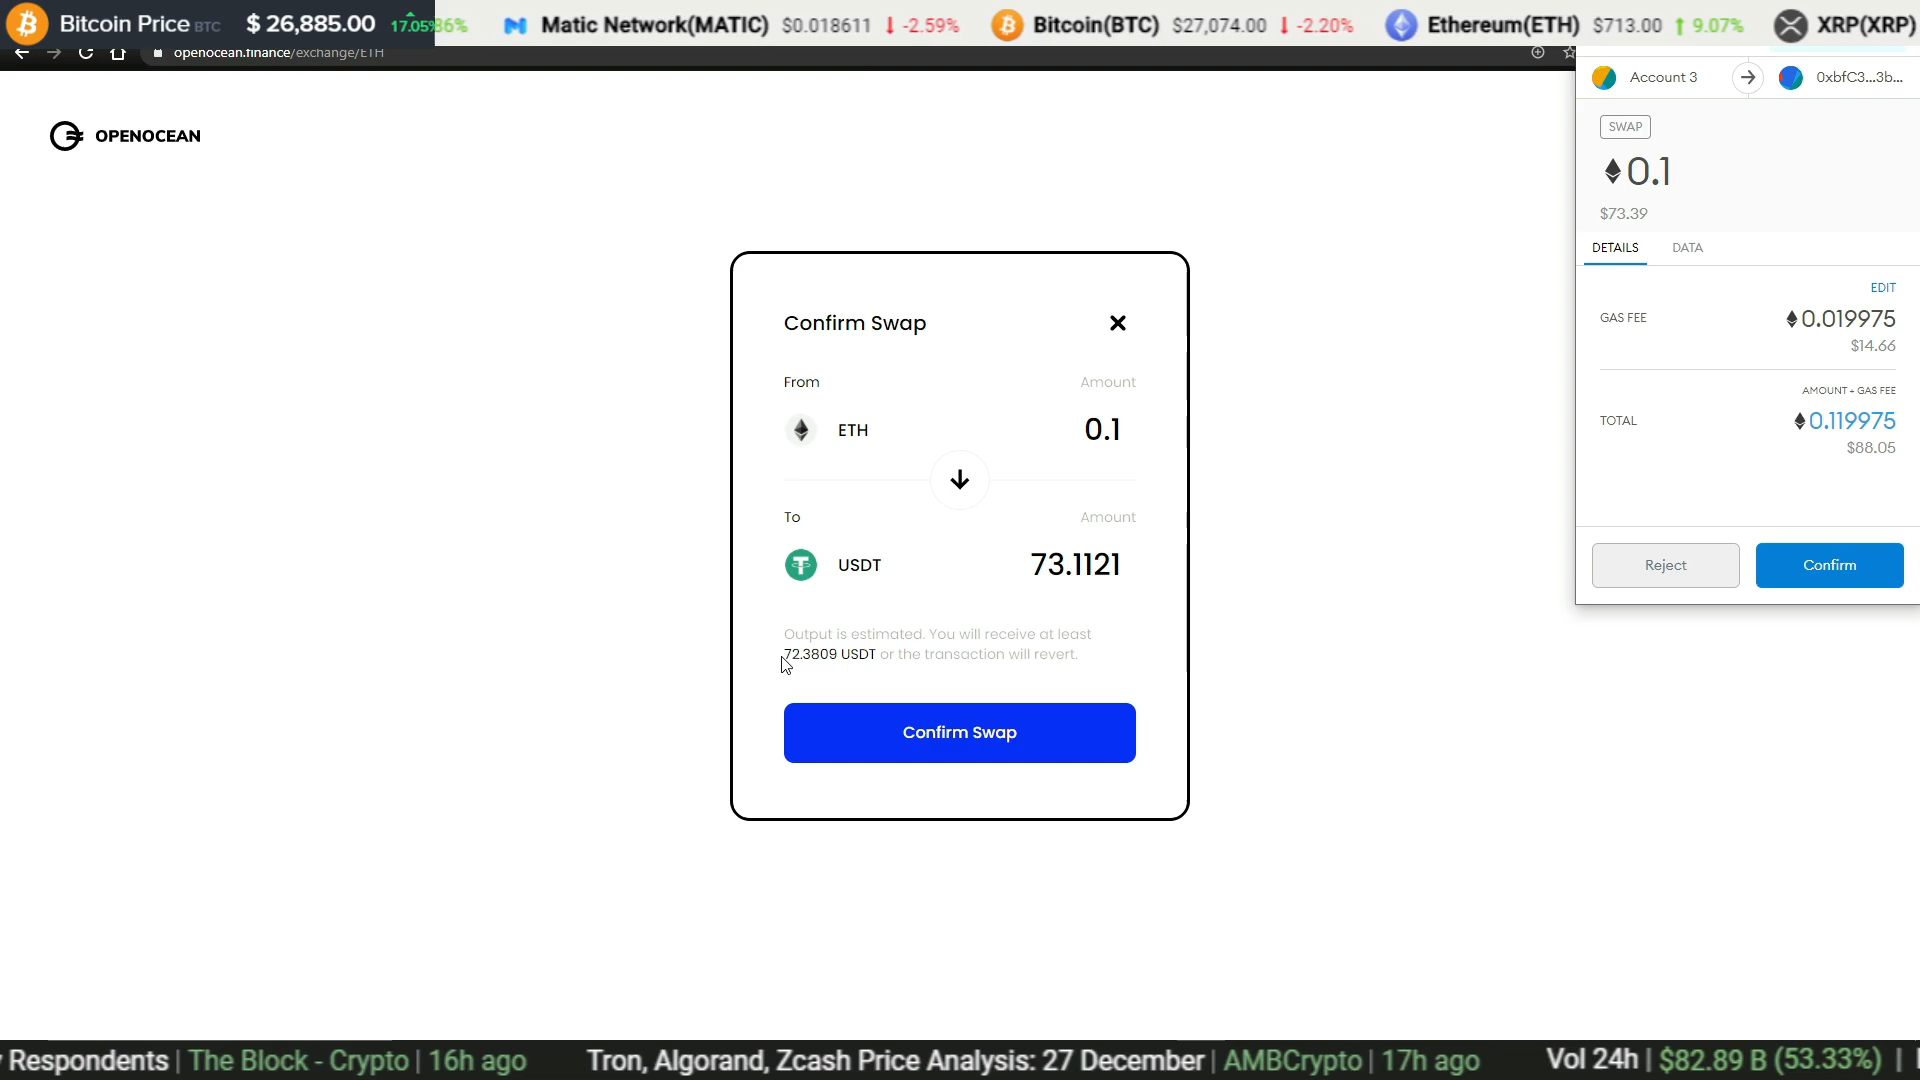 Bitcoin Price BTC $ 26,885.00 17.05% 86% Matic Network(MATIC) $0.018611 ↓ -2.59% Bitcoin(BTC) $27,074.00 ↓ -2.20% Ethereum(ETH) $713.00 ↑ 9.07% XRP(XRP)
openocean.finance/exchange/ETH
Account 3 → 0xbfC3...3b...
OPENOCEAN
SWAP
0.1
$73.39
DETAILS DATA
EDIT
GAS FEE 0.019975
$14.66
AMOUNT + GAS FEE
TOTAL 0.119975
$88.05
Reject Confirm
Confirm Swap
From Amount
ETH 0.1
To Amount
USDT 73.1121
Output is estimated. You will receive at least
72.3809 USDT or the transaction will revert.
Confirm Swap
Respondents | The Block - Crypto | 16h ago Tron, Algorand, Zcash Price Analysis: 27 December | AMBCrypto | 17h ago Vol 24h | $82.89 B (53.33%) |